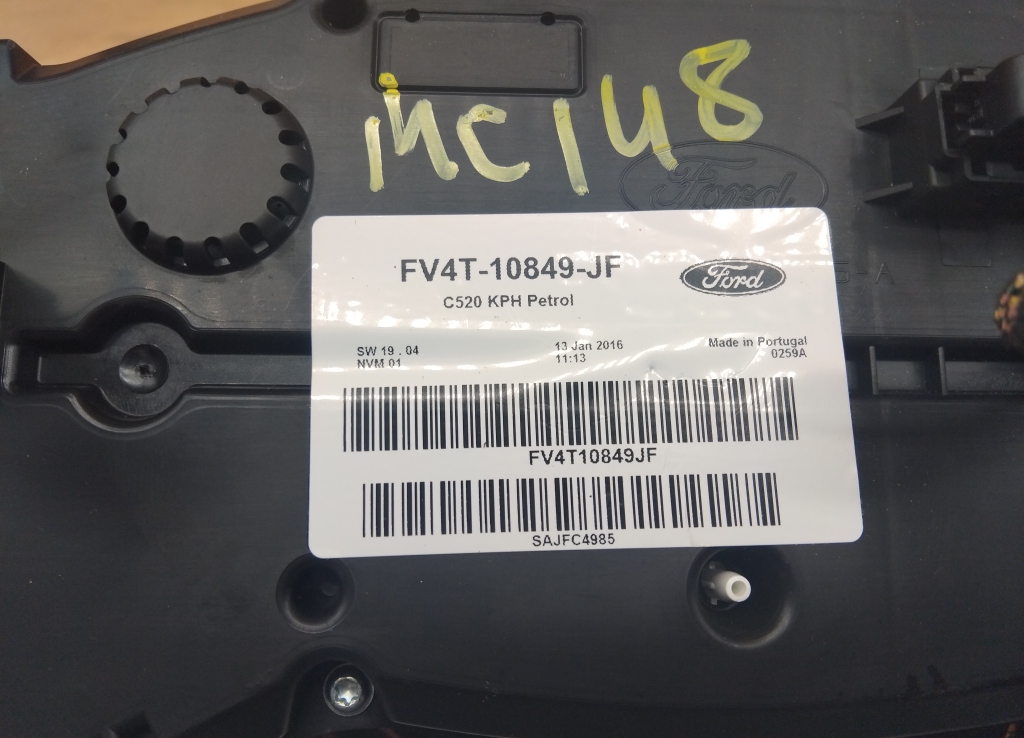 MC148
Ford
FV4T-10849-JF
Ford
C520 KPH Petrol
SW 19 . 04
NVM 01
13 Jan 2016
11:13
Made in Portugal
0259A
FV4T10849JF
SAJFC4985